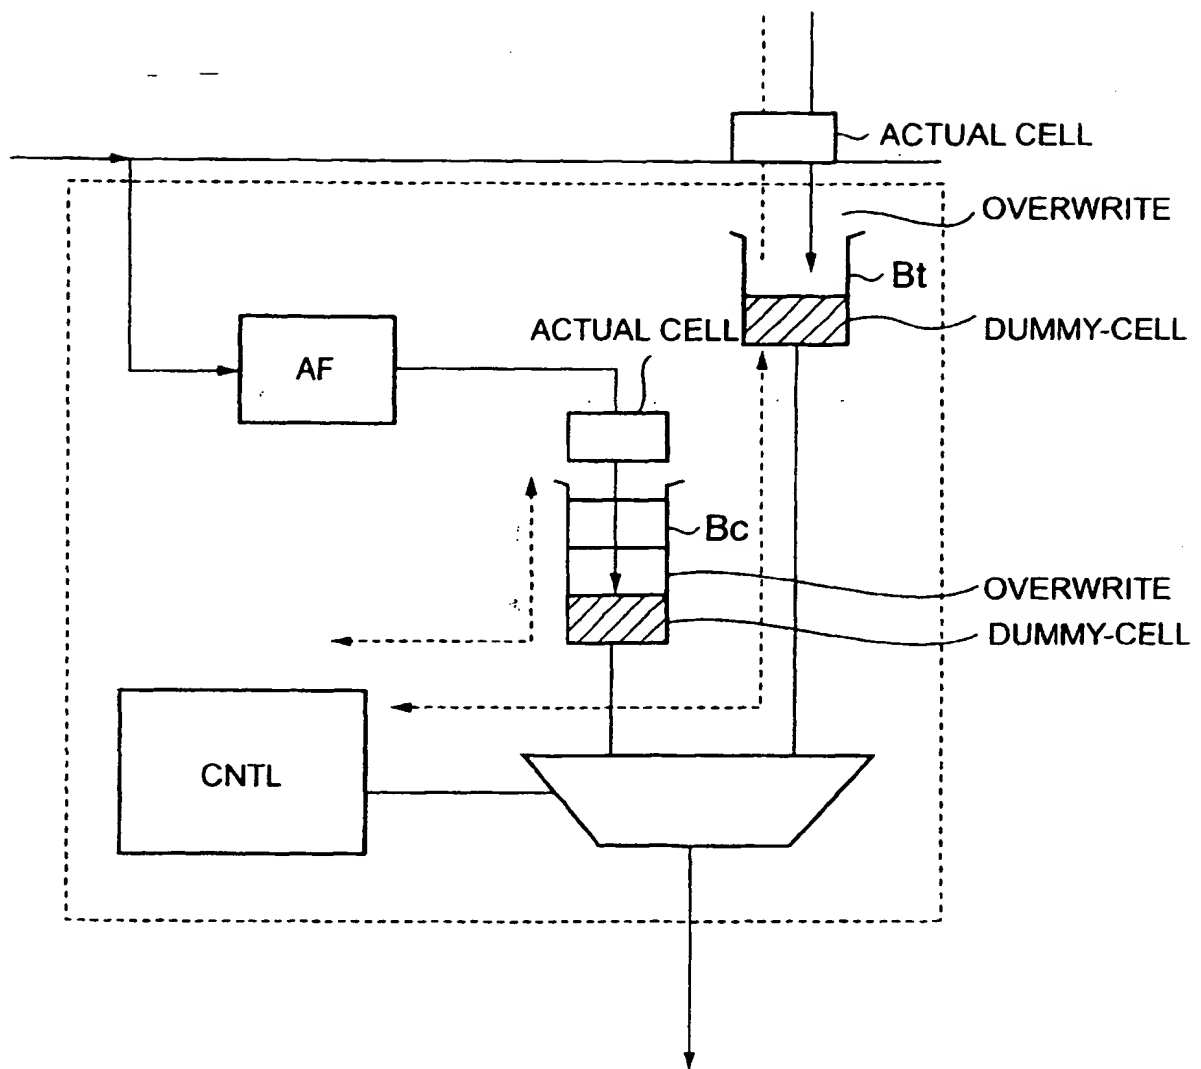 ACTUAL CELL
OVERWRITE
Bt
DUMMY-CELL
ACTUAL CELL
AF
Bc
OVERWRITE
DUMMY-CELL
CNTL